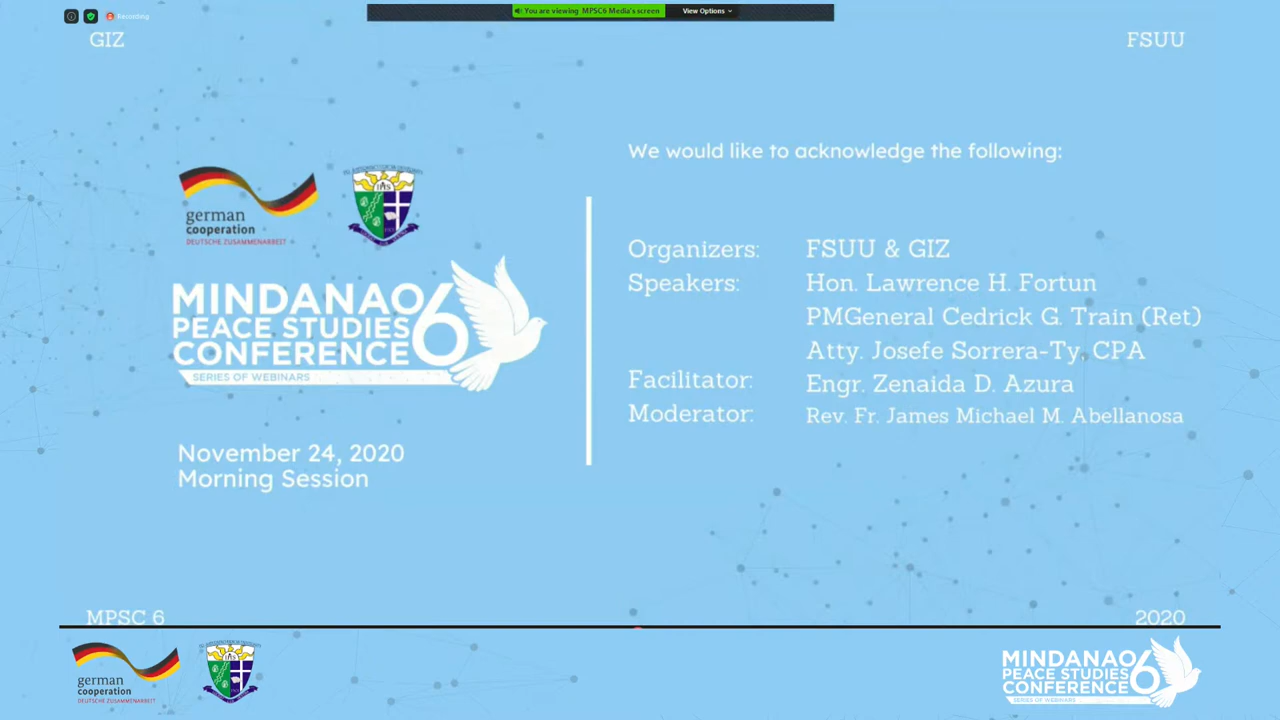 Recording
You are viewing MPSC6 Media's screen
View Options
GIZ
FSUU
german
cooperation
DEUTSCHE ZUSAMMENARBEIT
IHS
MINDANAO
PEACE STUDIES
CONFERENCE
6
SERIES OF WEBINARS
November 24, 2020
Morning Session
We would like to acknowledge the following:
Organizers: FSUU & GIZ
Speakers: Hon. Lawrence H. Fortun
PMGeneral Cedrick G. Train (Ret)
Atty. Josefe Sorrera-Ty, CPA
Facilitator: Engr. Zenaida D. Azura
Moderator: Rev. Fr. James Michael M. Abellanosa
MPSC 6
2020
german
cooperation
DEUTSCHE ZUSAMMENARBEIT
IHS
MINDANAO
PEACE STUDIES
CONFERENCE
6
SERIES OF WEBINARS